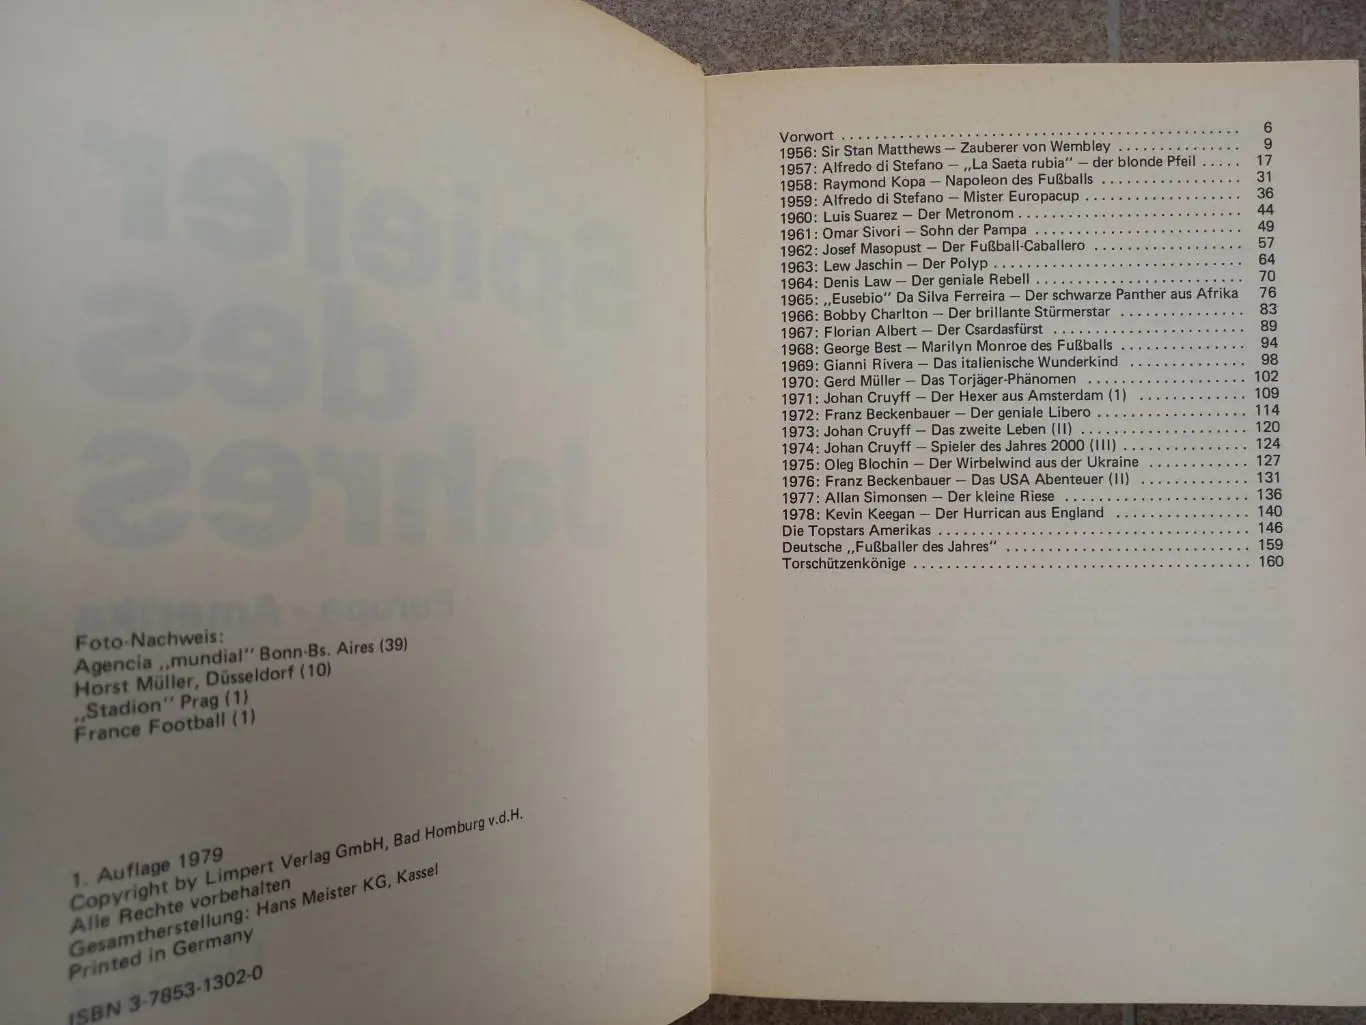 Foto-Nachweis:
Agencia „mundial" Bonn-Bs. Aires (39)
Horst Müller, Düsseldorf (10)
„Stadion" Prag (1)
France Football (1)
1. Auflage 1979
Copyright by Limpert Verlag GmbH, Bad Homburg v.d.H.
Alle Rechte vorbehalten
Gesamtherstellung: Hans Meister KG, Kassel
Printed in Germany
ISBN 3-7853-1302-0
Vorwort . . . . . . . . . . 6
1956: Sir Stan Matthews – Zauberer von Wembley . . . . . . . . . . 9
1957: Alfredo di Stefano – „La Saeta rubia" – der blonde Pfeil . . . . . 17
1958: Raymond Kopa – Napoleon des Fußballs . . . . . . . . . . 31
1959: Alfredo di Stefano – Mister Europacup . . . . . . . . . . 36
1960: Luis Suarez – Der Metronom . . . . . . . . . . 44
1961: Omar Sivori – Sohn der Pampa . . . . . . . . . . 49
1962: Josef Masopust – Der Fußball-Caballero . . . . . . . . . . 57
1963: Lew Jaschin – Der Polyp . . . . . . . . . . 64
1964: Denis Law – Der geniale Rebell . . . . . . . . . . 70
1965: „Eusebio" Da Silva Ferreira – Der schwarze Panther aus Afrika 76
1966: Bobby Charlton – Der brillante Stürmerstar . . . . . . . . . . 83
1967: Florian Albert – Der Csardasfürst . . . . . . . . . . 89
1968: George Best – Marilyn Monroe des Fußballs . . . . . . . . . . 94
1969: Gianni Rivera – Das italienische Wunderkind . . . . . . . . . . 98
1970: Gerd Müller – Das Torjäger-Phänomen . . . . . . . . . . 102
1971: Johan Cruyff – Der Hexer aus Amsterdam (1) . . . . . . . . . . 109
1972: Franz Beckenbauer – Der geniale Libero . . . . . . . . . . 114
1973: Johan Cruyff – Das zweite Leben (II) . . . . . . . . . . 120
1974: Johan Cruyff – Spieler des Jahres 2000 (III) . . . . . . . . . . 124
1975: Oleg Blochin – Der Wirbelwind aus der Ukraine . . . . . . . . . . 127
1976: Franz Beckenbauer – Das USA Abenteuer (II) . . . . . . . . . . 131
1977: Allan Simonsen – Der kleine Riese . . . . . . . . . . 136
1978: Kevin Keegan – Der Hurrican aus England . . . . . . . . . . 140
Die Topstars Amerikas . . . . . . . . . . 146
Deutsche „Fußballer des Jahres" . . . . . . . . . . 159
Torschützenkönige . . . . . . . . . . 160